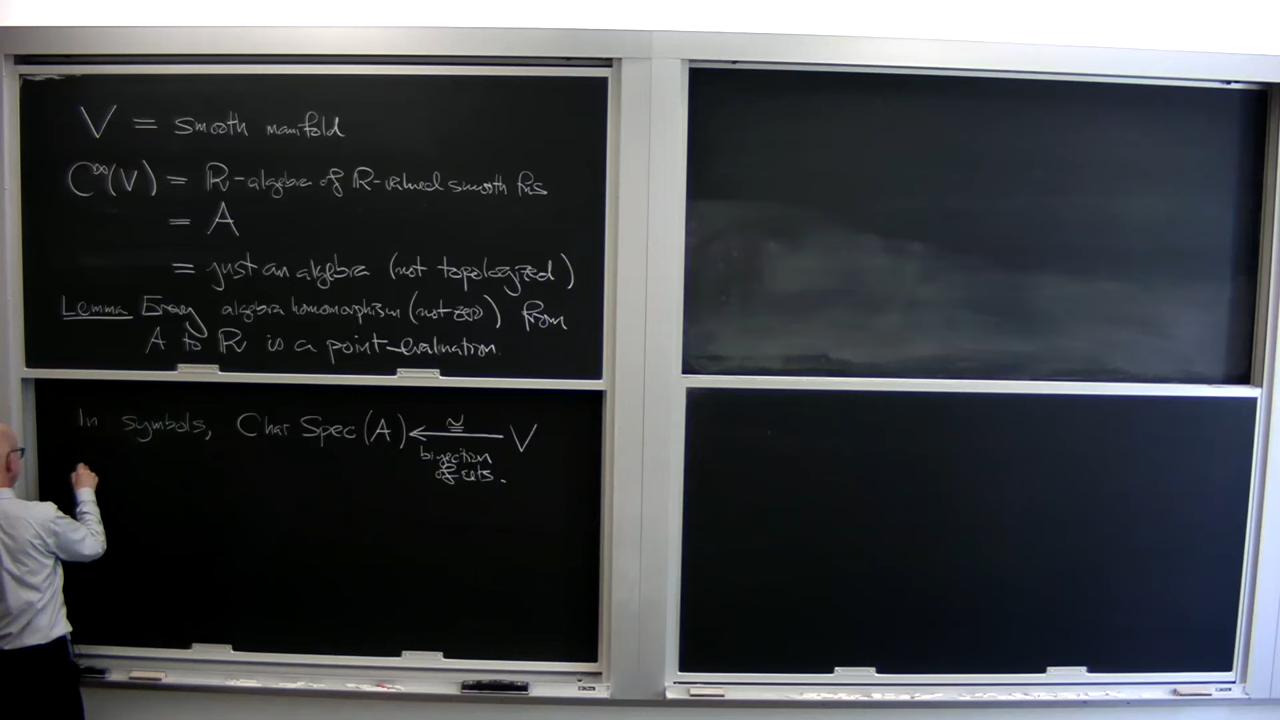 V = smooth manifold
C^∞(V) = ℝ-algebra of ℝ-valued smooth fns
= A
= just an algebra (not topologized)
Lemma Every algebra homomorphism (not zero) from
A to ℝ is a point-evaluation.
In symbols, Char Spec(A) ←≅ V
bijection
of sets.